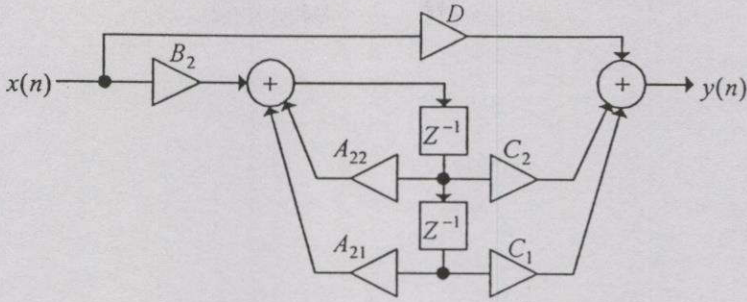 D
B₂
x(n)
+
+
y(n)
Z⁻¹
A₂₂
C₂
Z⁻¹
A₂₁
C₁